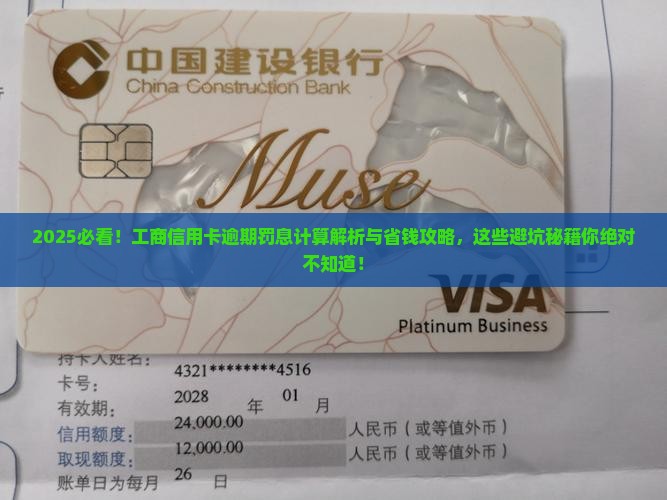 中国建设银行
China Construction Bank
Muse
2025必看！工商信用卡逾期罚息计算解析与省钱攻略，这些避坑秘籍你绝对
不知道！
VISA
Platinum Business
持卡人姓名：
卡号： 4321********4516
有效期： 2028 年 01 月
信用额度： 24,000.00 人民币（或等值外币）
取现额度： 12,000.00 人民币（或等值外币）
账单日为每月 26 日